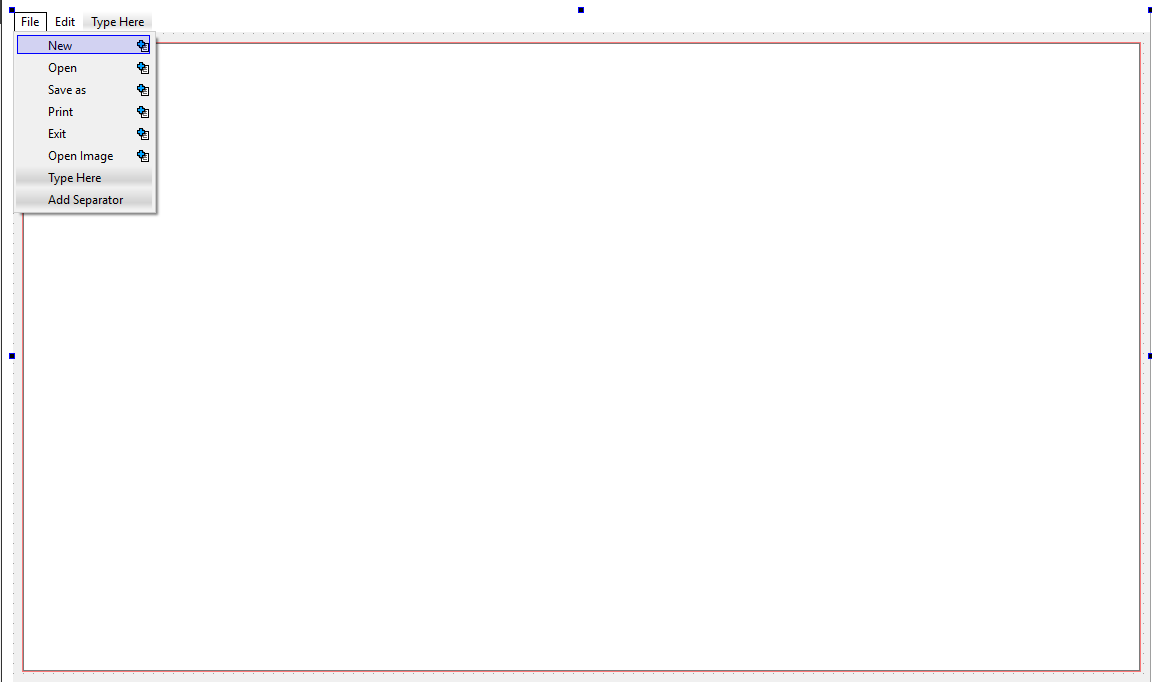 File Edit Type Here
New
Open
Save as
Print
Exit
Open Image
Type Here
Add Separator